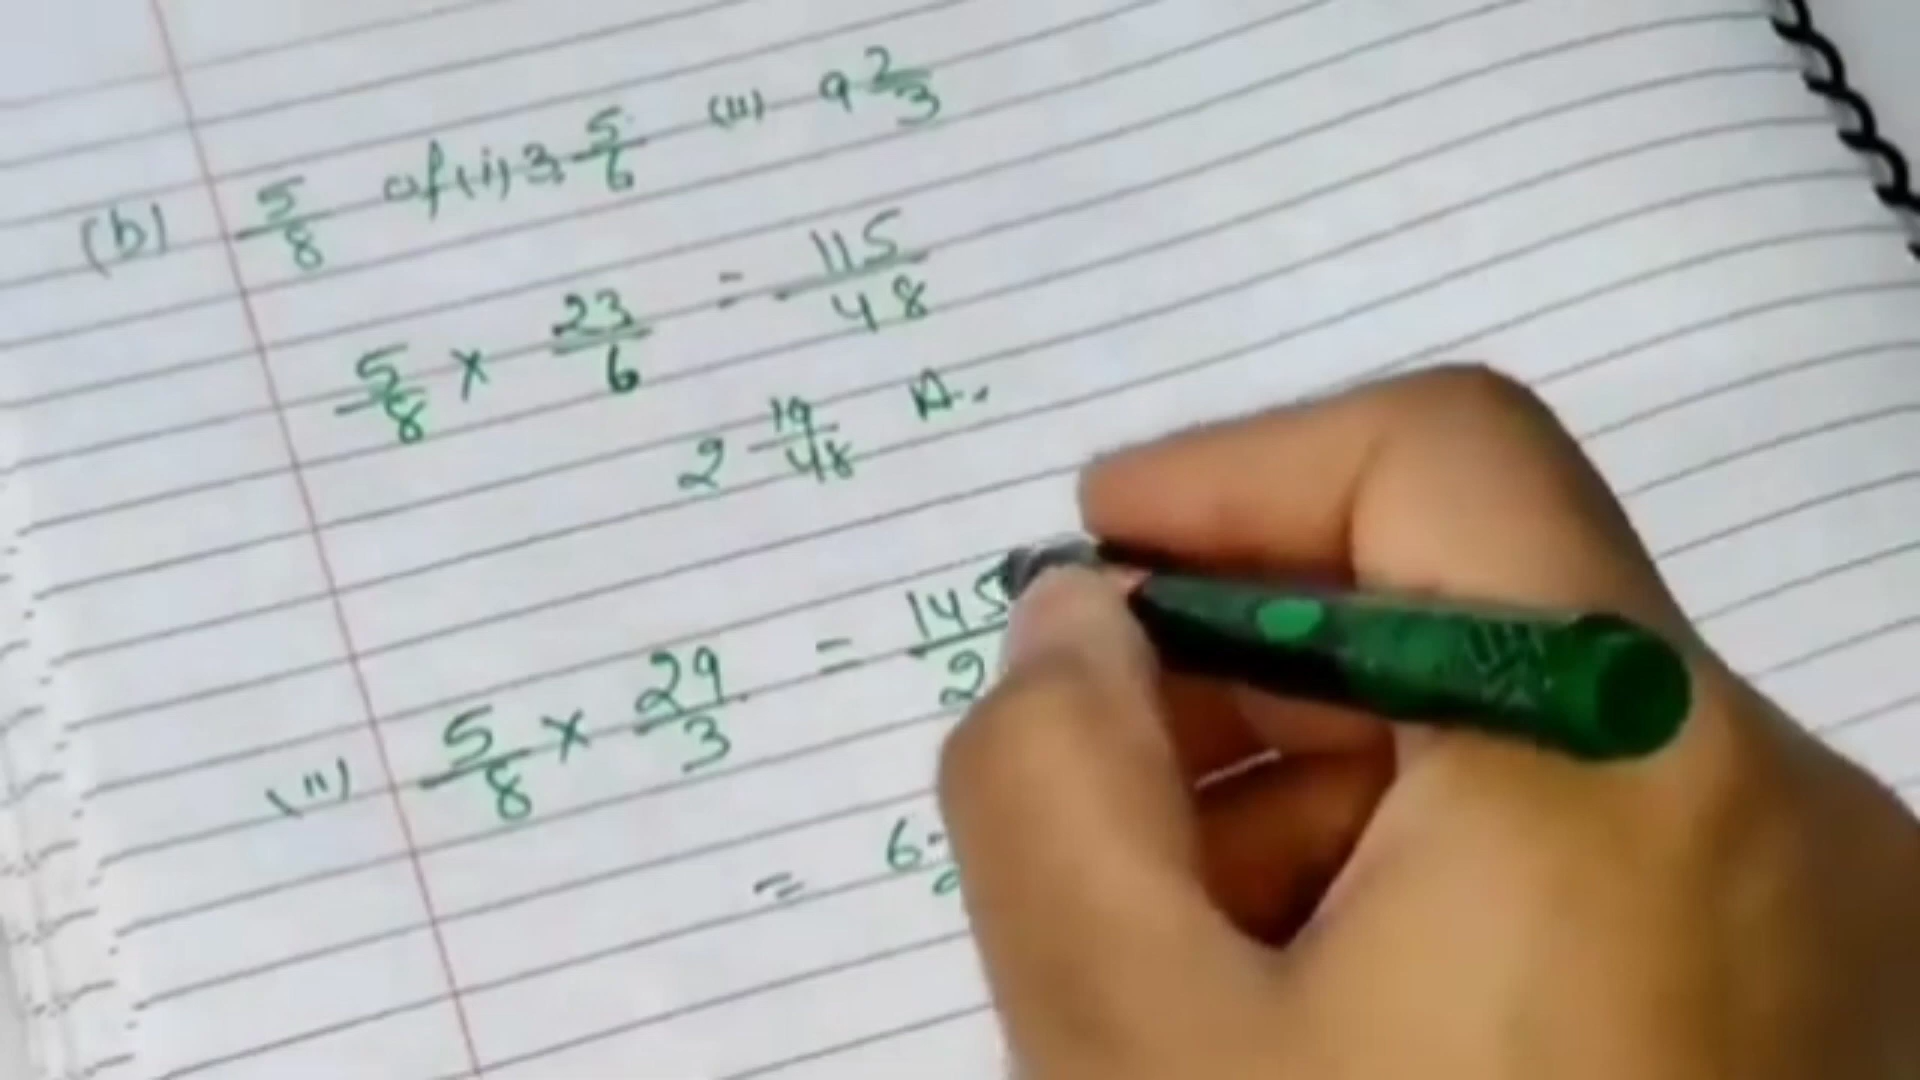 (b) 5/8 of (i) 3 5/6 (ii) 9 2/3
5/8 × 23/6 = 115/48
2 19/48 A.
(ii) 5/8 × 29/3 = 145/2
= 6